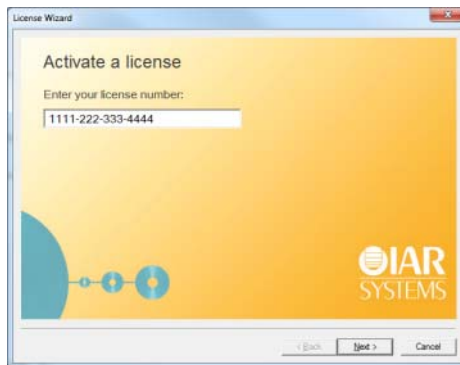 License Wizard
Activate a license
Enter your license number:
1111-222-333-4444
IAR
SYSTEMS
< Back
Next >
Cancel